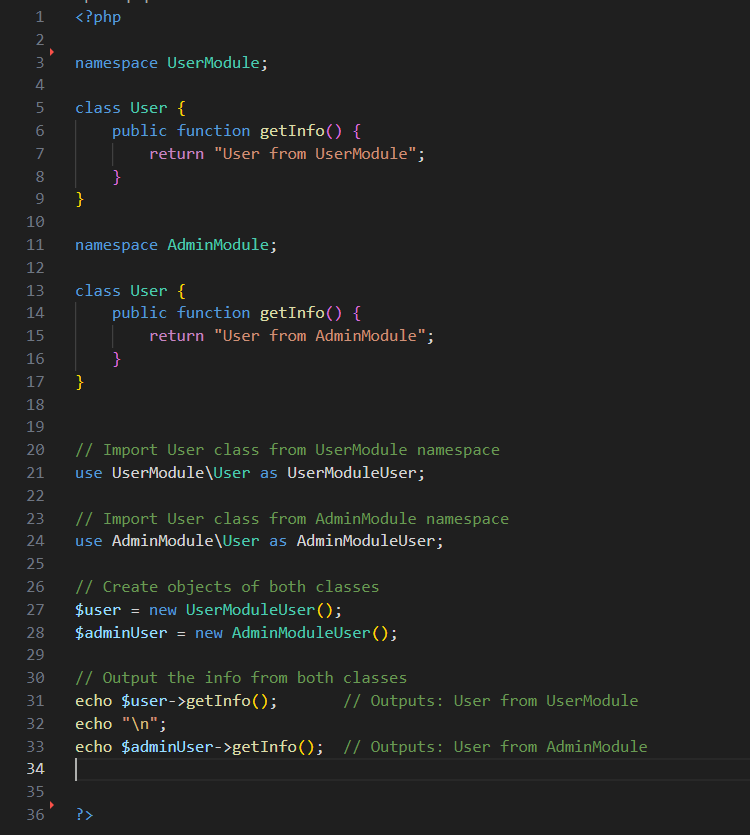 1 <?php
2
3 namespace UserModule;
4
5 class User {
6     public function getInfo() {
7         return "User from UserModule";
8     }
9 }
10
11 namespace AdminModule;
12
13 class User {
14     public function getInfo() {
15         return "User from AdminModule";
16     }
17 }
18
19
20 // Import User class from UserModule namespace
21 use UserModule\User as UserModuleUser;
22
23 // Import User class from AdminModule namespace
24 use AdminModule\User as AdminModuleUser;
25
26 // Create objects of both classes
27 $user = new UserModuleUser();
28 $adminUser = new AdminModuleUser();
29
30 // Output the info from both classes
31 echo $user->getInfo();       // Outputs: User from UserModule
32 echo "\n";
33 echo $adminUser->getInfo();  // Outputs: User from AdminModule
34
35
36 ?>